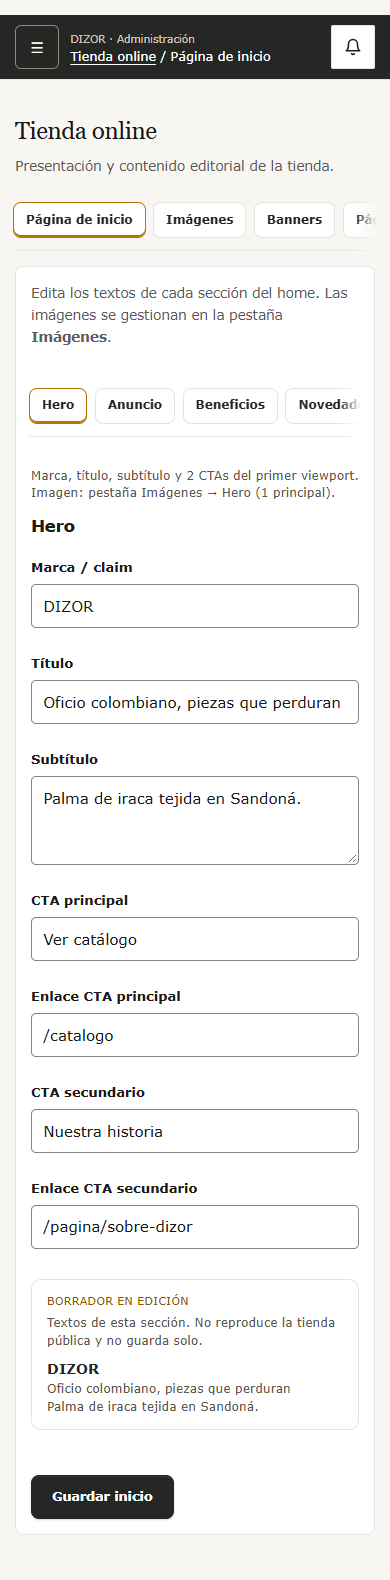 DIZOR · Administración
Tienda online / Página de inicio
Tienda online
Presentación y contenido editorial de la tienda.
Página de inicio Imágenes Banners
Edita los textos de cada sección del home. Las
imágenes se gestionan en la pestaña
Imágenes.
Hero Anuncio Beneficios Novedad
Marca, título, subtítulo y 2 CTAs del primer viewport.
Imagen: pestaña Imágenes → Hero (1 principal).
Hero
Marca / claim
DIZOR
Título
Oficio colombiano, piezas que perduran
Subtítulo
Palma de iraca tejida en Sandoná.
CTA principal
Ver catálogo
Enlace CTA principal
/catalogo
CTA secundario
Nuestra historia
Enlace CTA secundario
/pagina/sobre-dizor
BORRADOR EN EDICIÓN
Textos de esta sección. No reproduce la tienda
pública y no guarda solo.
DIZOR
Oficio colombiano, piezas que perduran
Palma de iraca tejida en Sandoná.
Guardar inicio